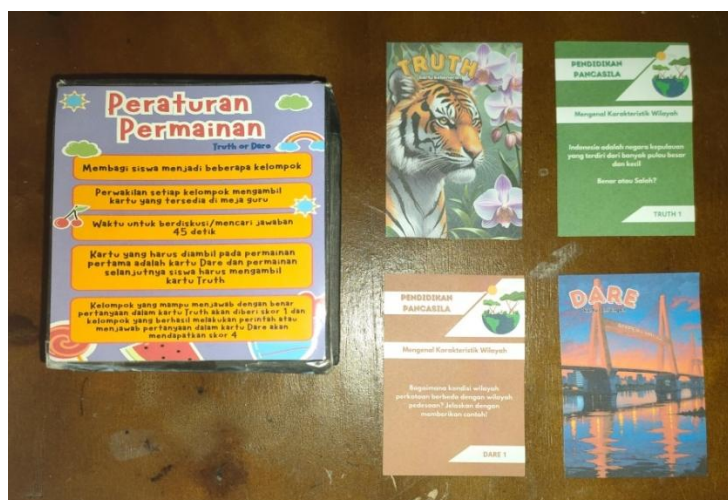 Peraturan
Permainan
Truth or Dare
Membagi siswa menjadi beberapa kelompok
Perwakilan setiap kelompok mengambil
kartu yang tersedia di meja guru
Waktu untuk berdiskusi/mencari jawaban
45 detik
Kartu yang harus diambil pada permainan
pertama adalah kartu Dare dan permainan
selanjutnya siswa harus mengambil
kartu Truth
Kelompok yang mampu menjawab dengan benar
pertanyaan dalam kartu Truth akan diberi skor 1 dan
kelompok yang berhasil melakukan perintah atau
menjawab pertanyaan dalam kartu Dare akan
mendapatkan skor 4
TRUTH
PENDIDIKAN
PANCASILA
Mengenal Karakteristik Wilayah
Indonesia adalah negara kepulauan
yang terdiri dari banyak pulau besar
dan kecil
Benar atau Salah?
TRUTH 1
PENDIDIKAN
PANCASILA
Mengenal Karakteristik Wilayah
Bagaimana kondisi wilayah
perkotaan berbeda dengan wilayah
pedesaan? Jelaskan dengan
memberikan contoh!
DARE 1
DARE